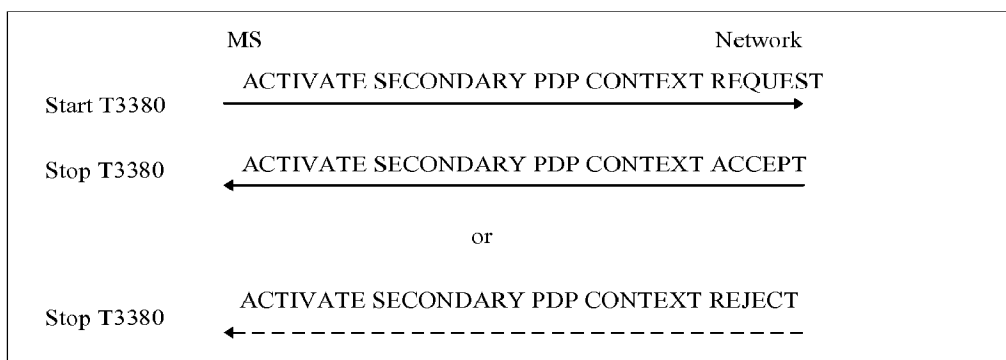 MS Network
ACTIVATE SECONDARY PDP CONTEXT REQUEST
Start T3380
ACTIVATE SECONDARY PDP CONTEXT ACCEPT
Stop T3380
or
ACTIVATE SECONDARY PDP CONTEXT REJECT
Stop T3380